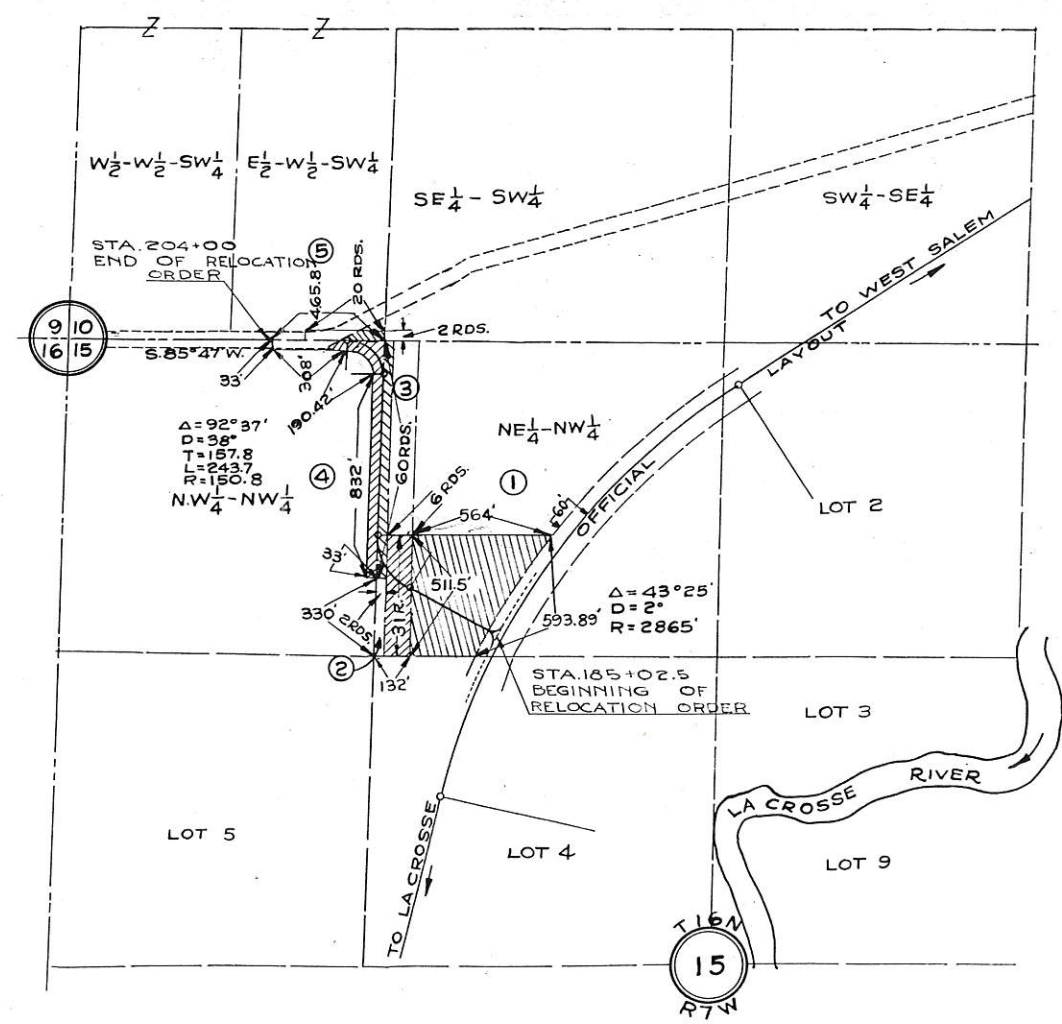 Z Z
W½-W½-SW¼
E½-W½-SW¼
SE¼ - SW¼
SW¼-SE¼
STA. 204+00
END OF RELOCATION
ORDER
5
465.8'
20 RDS.
2 RDS.
TO WEST SALEM
LAYOUT
9 10
16 15
S.85°47'W.
33'
308'
190.42'
3
Δ=92°37'
D=38°
T=157.8
L=243.7
R=150.8
N.W¼-NW¼
4
832'
60RDS.
NE¼-NW¼
1
6 RDS.
564'
60'
OFFICIAL
LOT 2
33'
511.5'
31 R.
330'
2RDS.
593.89'
Δ=43°25'
D=2°
R=2865'
2
132'
STA.185+02.5
BEGINNING OF
RELOCATION ORDER
LOT 3
LA CROSSE RIVER
LOT 5
LOT 4
LOT 9
TO LA CROSSE
T16N
15
R7W